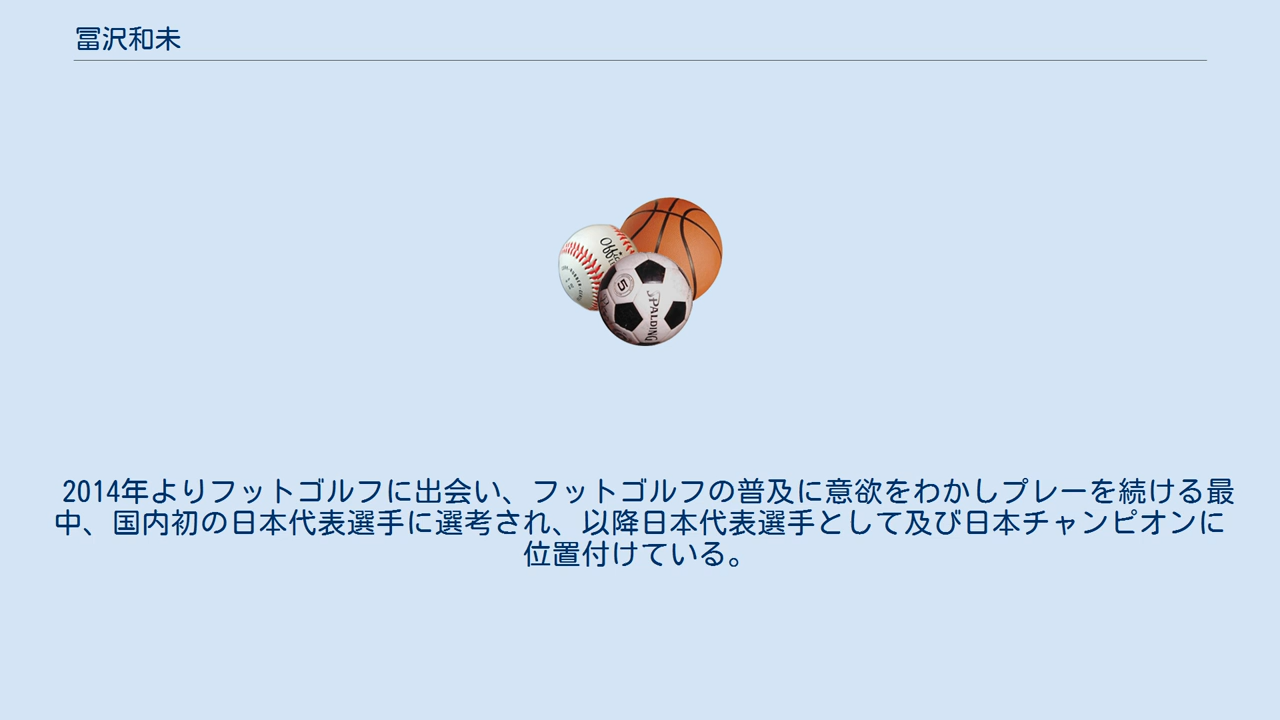 冨沢和未
Offic
5
SPALDING
2014年よりフットゴルフに出会い、フットゴルフの普及に意欲をわかしプレーを続ける最
中、国内初の日本代表選手に選考され、以降日本代表選手として及び日本チャンピオンに
位置付けている。